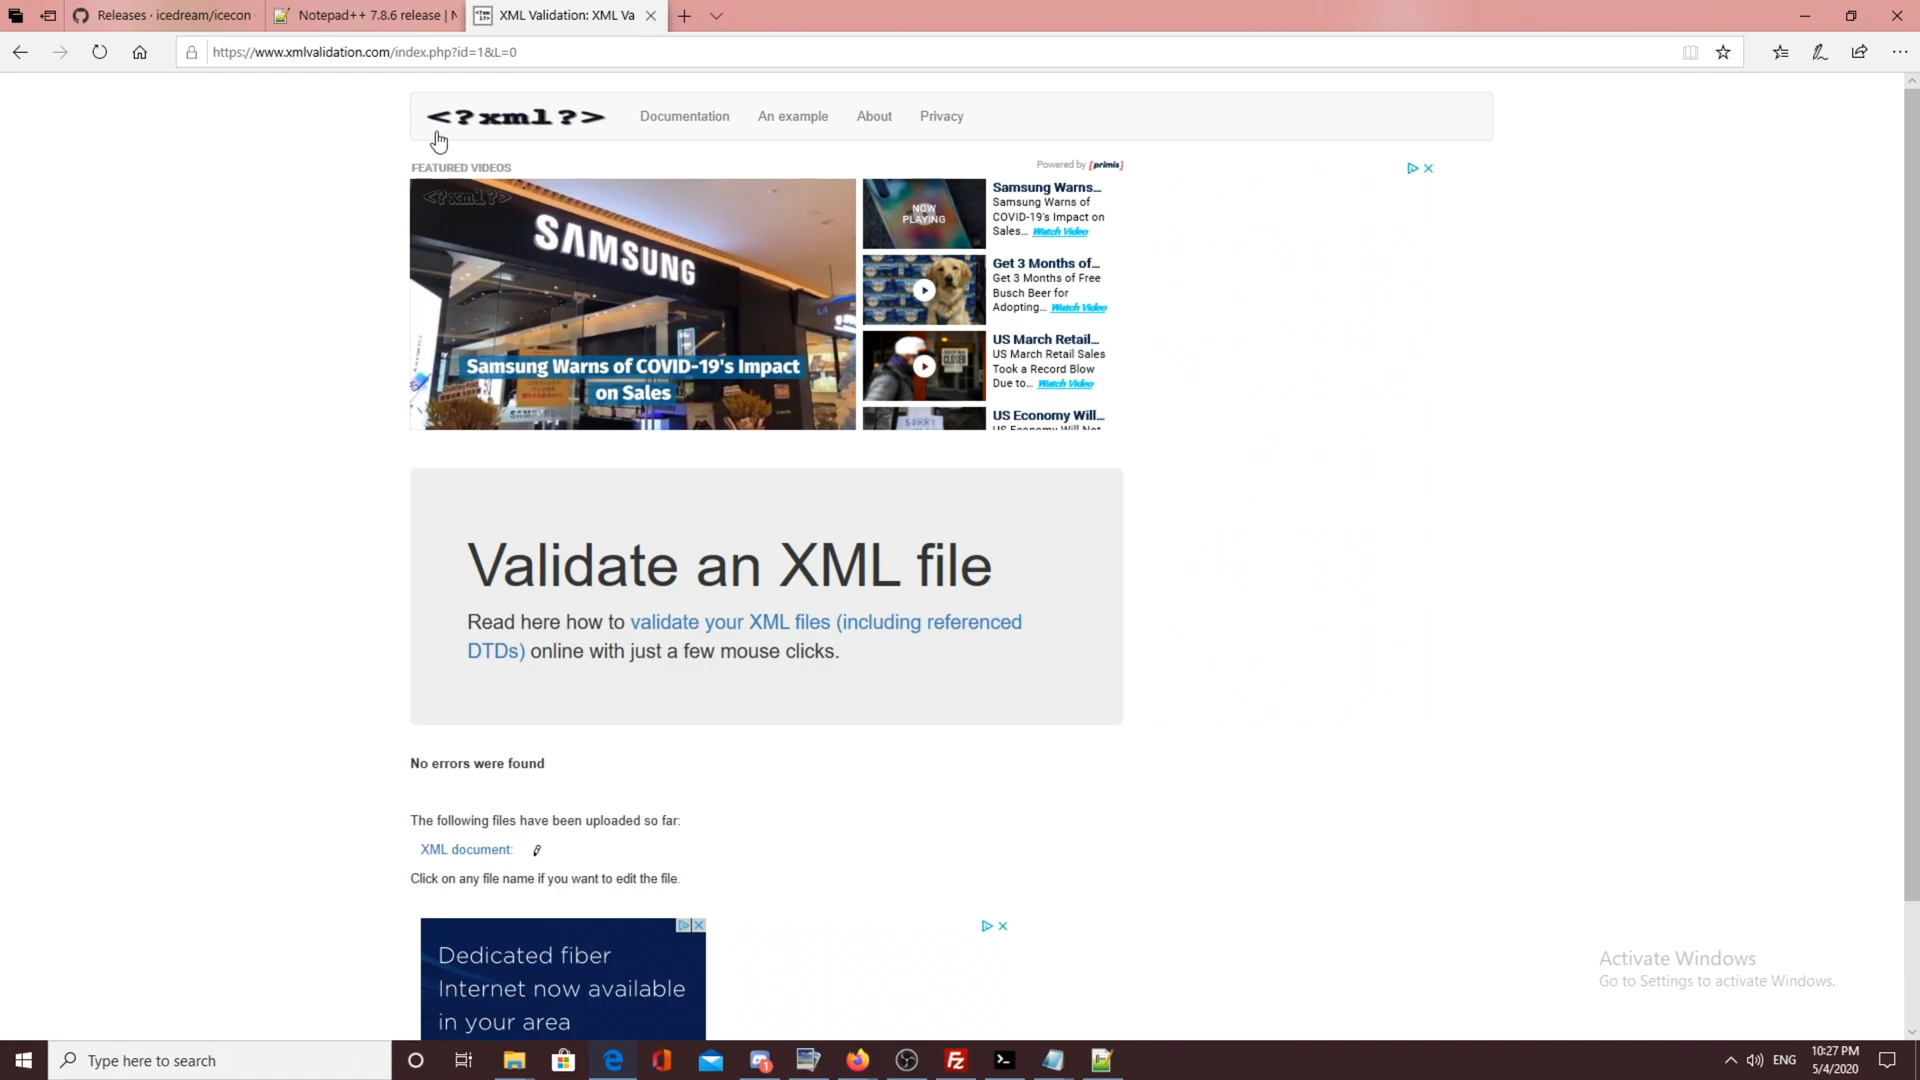 Releases · icedream/icecon
Notepad++ 7.8.6 release | N
XML Validation: XML Va
https://www.xmlvalidation.com/index.php?id=1&L=0
<?xml?>
Documentation
An example
About
Privacy
FEATURED VIDEOS
Powered by [primis]
<?xml?>
SAMSUNG
Samsung Warns of COVID-19's Impact
on Sales
NOW
PLAYING
Samsung Warns...
Samsung Warns of
COVID-19's Impact on
Sales... Watch Video
Get 3 Months of...
Get 3 Months of Free
Busch Beer for
Adopting... Watch Video
CLOSED
US March Retail...
US March Retail Sales
Took a Record Blow
Due to... Watch Video
SORRY
US Economy Will...
US Economy Will Not
Validate an XML file
Read here how to validate your XML files (including referenced
DTDs) online with just a few mouse clicks.
No errors were found
The following files have been uploaded so far:
XML document:
Click on any file name if you want to edit the file.
Dedicated fiber
Internet now available
in your area
Activate Windows
Go to Settings to activate Windows.
Type here to search
ENG
10:27 PM
5/4/2020